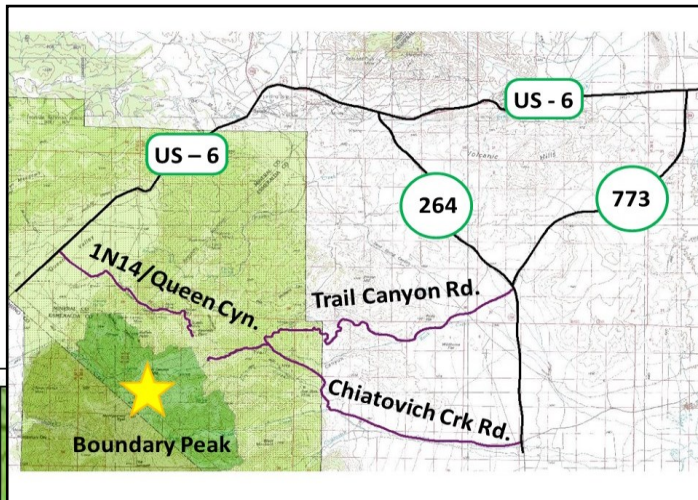 US - 6
US – 6
264
773
1N14/Queen Cyn.
Trail Canyon Rd.
Chiatovich Crk Rd.
Boundary Peak